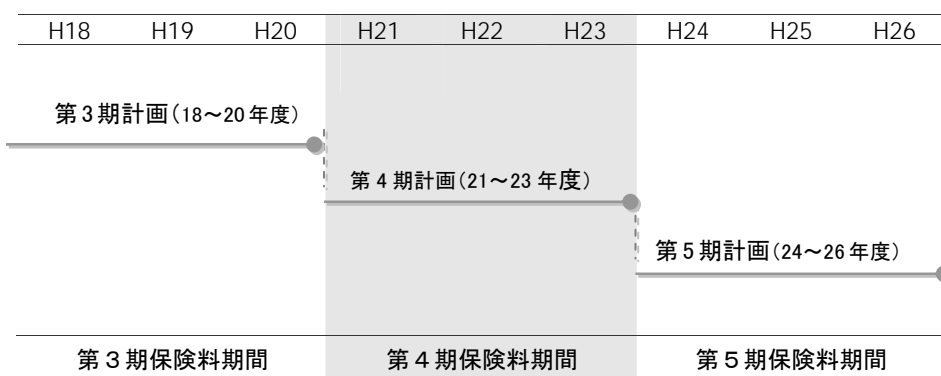 H18 H19 H20 H21 H22 H23 H24 H25 H26
第3期計画(18～20年度)
第4期計画(21～23年度)
第5期計画(24～26年度)
第3期保険料期間 第4期保険料期間 第5期保険料期間